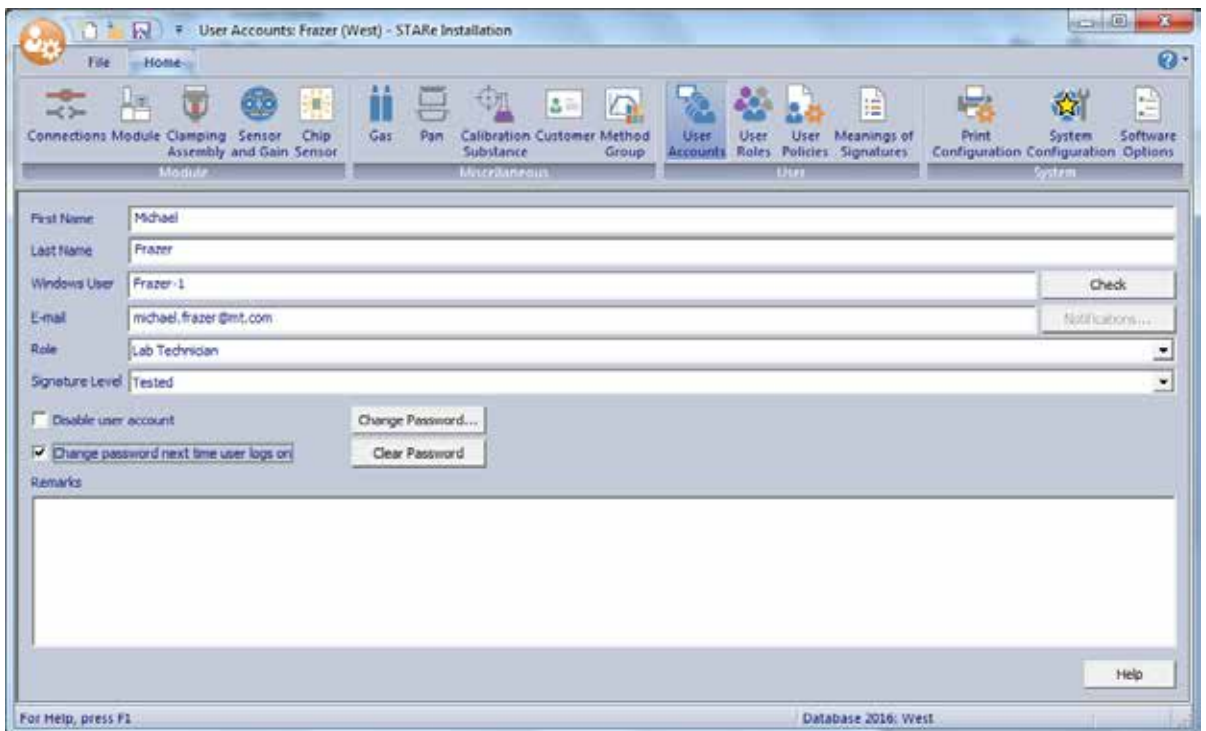 User Accounts: Frazer (West) - STARe Installation
File Home
Connections Module Clamping Assembly Sensor and Gain Chip Sensor Gas Pan Calibration Substance Customer Method Group User Accounts User Roles User Policies Meanings of Signatures Print Configuration System Configuration Software Options
Module Miscellaneous User System
First Name Michael
Last Name Frazer
Windows User Frazer-1 Check
E-mail michael.frazer@mt.com Notifications...
Role Lab Technician
Signature Level Tested
Disable user account Change Password...
Change password next time user logs on Clear Password
Remarks
Help
For Help, press F1 Database 2016: West